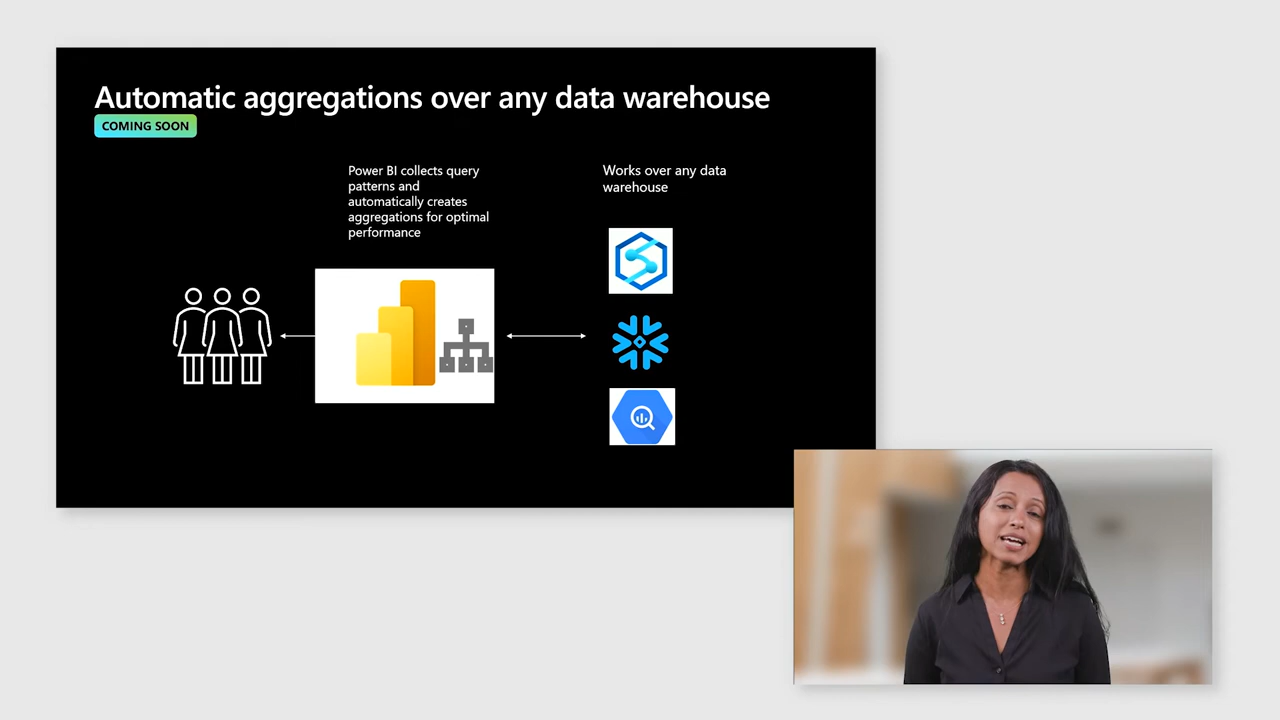 Automatic aggregations over any data warehouse
COMING SOON
Power BI collects query
patterns and
automatically creates
aggregations for optimal
performance
Works over any data
warehouse